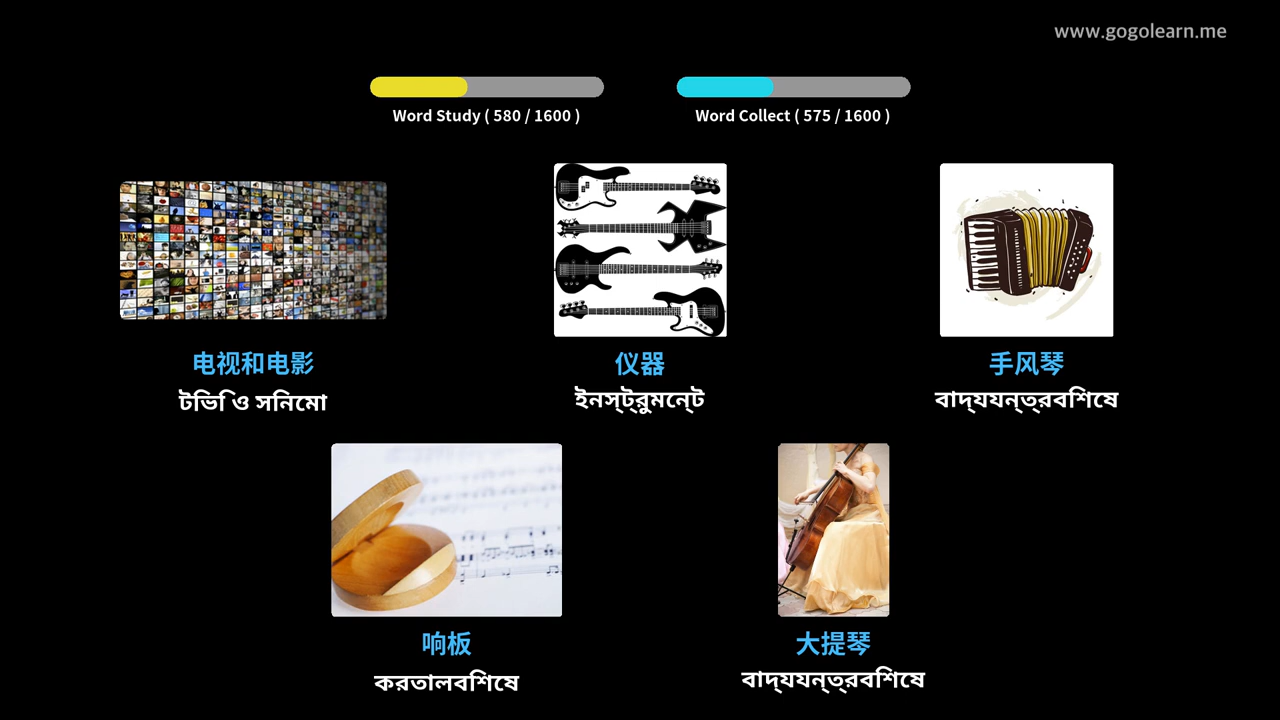 www.gogolearn.me
Word Study ( 580 / 1600 )
Word Collect ( 575 / 1600 )
电视和电影
টিভি ও সিনেমা
仪器
ইনস্ট্রুমেন্ট
手风琴
বাদ্যযন্ত্রবিশেষ
响板
করতালবিশেষ
大提琴
বাদ্যযন্ত্রবিশেষ